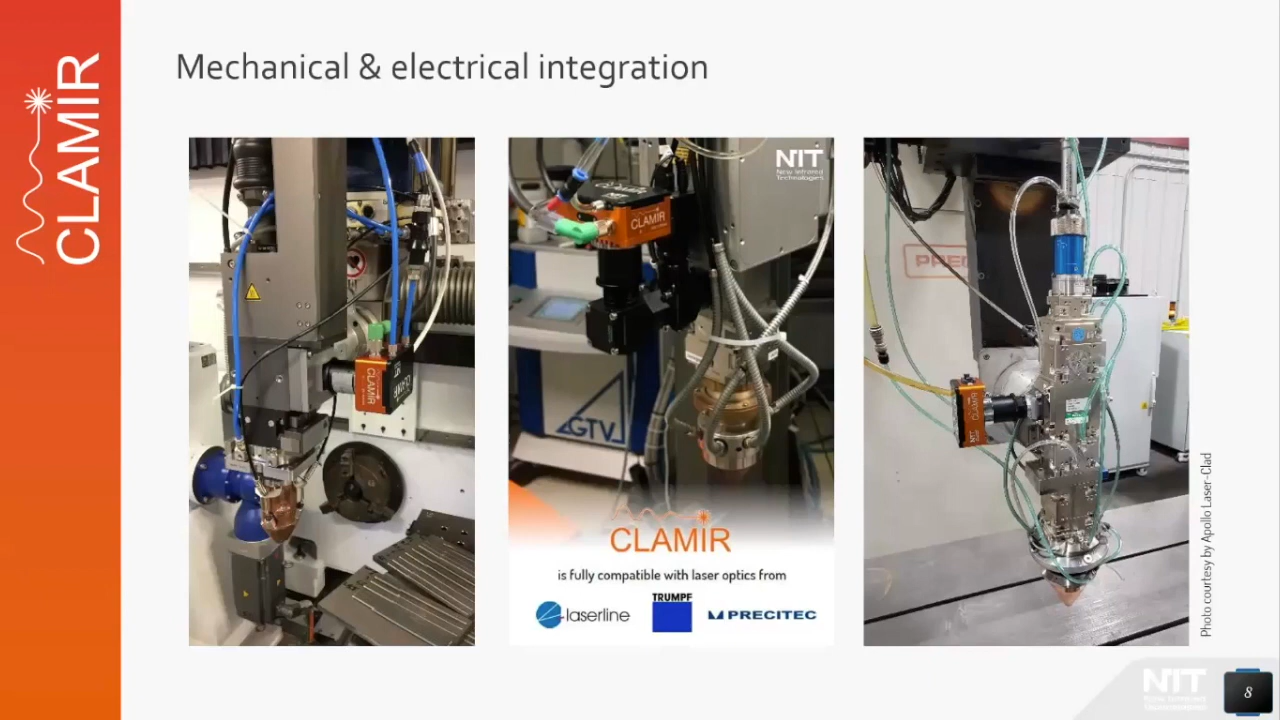 CLAMIR
Mechanical & electrical integration
CLAMIR
NIT
New Infrared
Technologies
CLAMIR
GTV
CLAMIR
is fully compatible with laser optics from
laserline
TRUMPF
PRECITEC
Photo courtesy by Apollo Laser-Clad
NIT
8